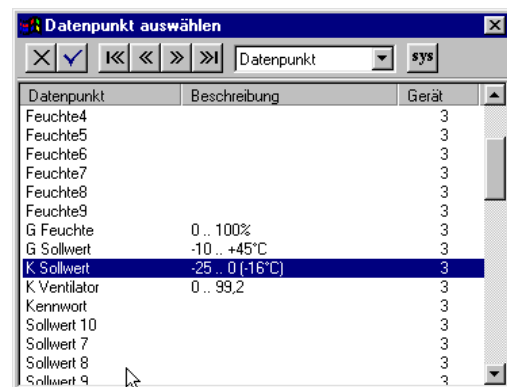 Datenpunkt auswählen
Datenpunkt sys
Datenpunkt Beschreibung Gerät
Feuchte4 3
Feuchte5 3
Feuchte6 3
Feuchte7 3
Feuchte8 3
Feuchte9 3
G Feuchte 0 .. 100% 3
G Sollwert -10 .. +45°C 3
K Sollwert -25 .. 0 (-16°C) 3
K Ventilator 0 .. 99,2 3
Kennwort 3
Sollwert 10 3
Sollwert 7 3
Sollwert 8 3
Sollwert 9 3